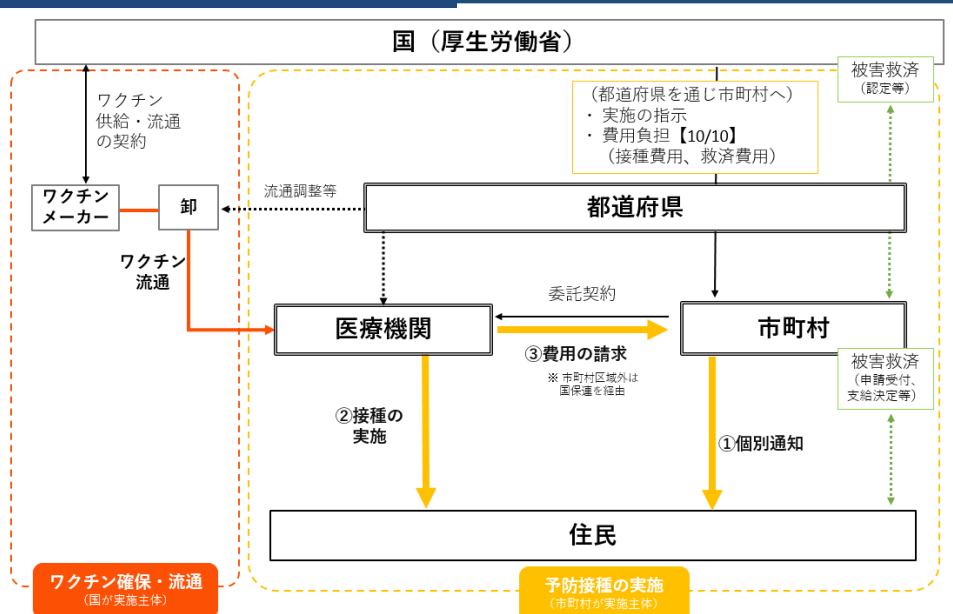 国（厚生労働省）
ワクチン
供給・流通
の契約
（都道府県を通じ市町村へ）
・ 実施の指示
・ 費用負担【10/10】
（接種費用、救済費用）
被害救済
（認定等）
ワクチン
メーカー
卸
流通調整等
都道府県
ワクチン
流通
医療機関
委託契約
市町村
③費用の請求
※ 市町村区域外は
国保連を経由
被害救済
（申請受付、
支給決定等）
②接種の
実施
①個別通知
住民
ワクチン確保・流通
（国が実施主体）
予防接種の実施
（市町村が実施主体）